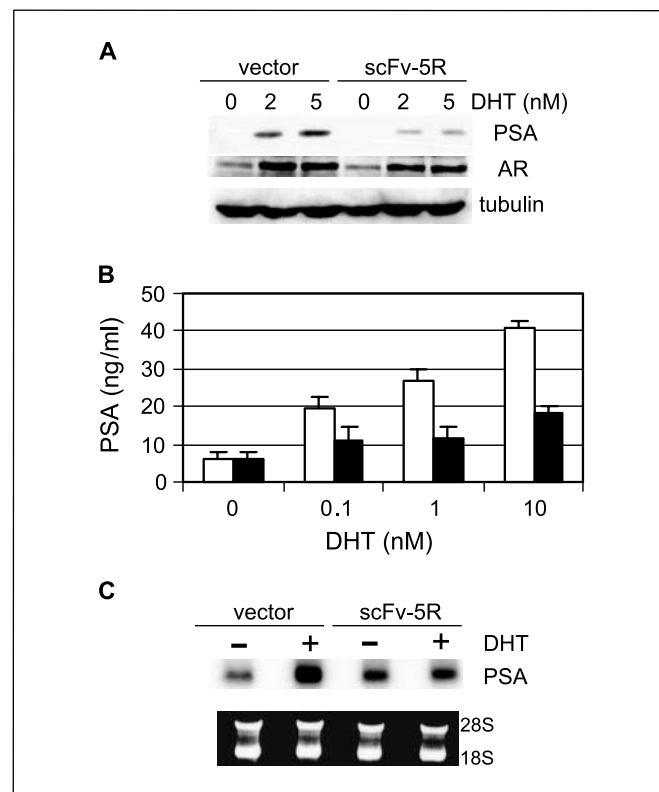 A
vector scFv-5R
0 2 5 0 2 5 DHT (nM)
PSA
AR
tubulin
B
50
40
30
20
10
0
PSA (ng/ml)
0 0.1 1 10
DHT (nM)
C
vector scFv-5R
– + – + DHT
PSA
28S
18S